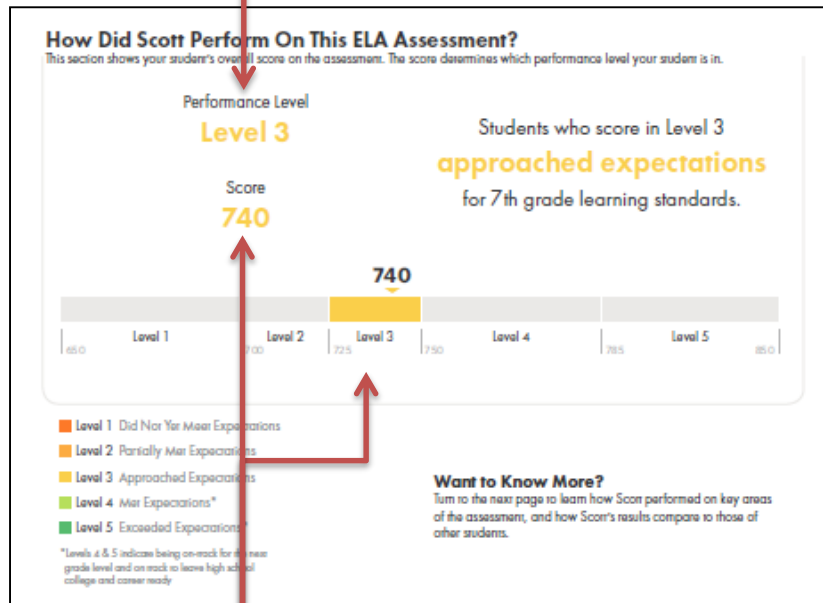 How Did Scott Perform On This ELA Assessment?
This section shows your student's overall score on the assessment. The score determines which performance level your student is in.
Performance Level
Level 3
Students who score in Level 3
approached expectations
for 7th grade learning standards.
Score
740
740
Level 1 Level 2 Level 3 Level 4 Level 5
650 700 725 750 785 850
Level 1 Did Not Yet Meet Expectations
Level 2 Partially Met Expectations
Level 3 Approached Expectations
Level 4 Met Expectations*
Level 5 Exceeded Expectations*
*Levels 4 & 5 indicate being on-track for the next
grade level and on track to leave high school
college and career ready
Want to Know More?
Turn to the next page to learn how Scott performed on key areas
of the assessment, and how Scott's results compare to those of
other students.